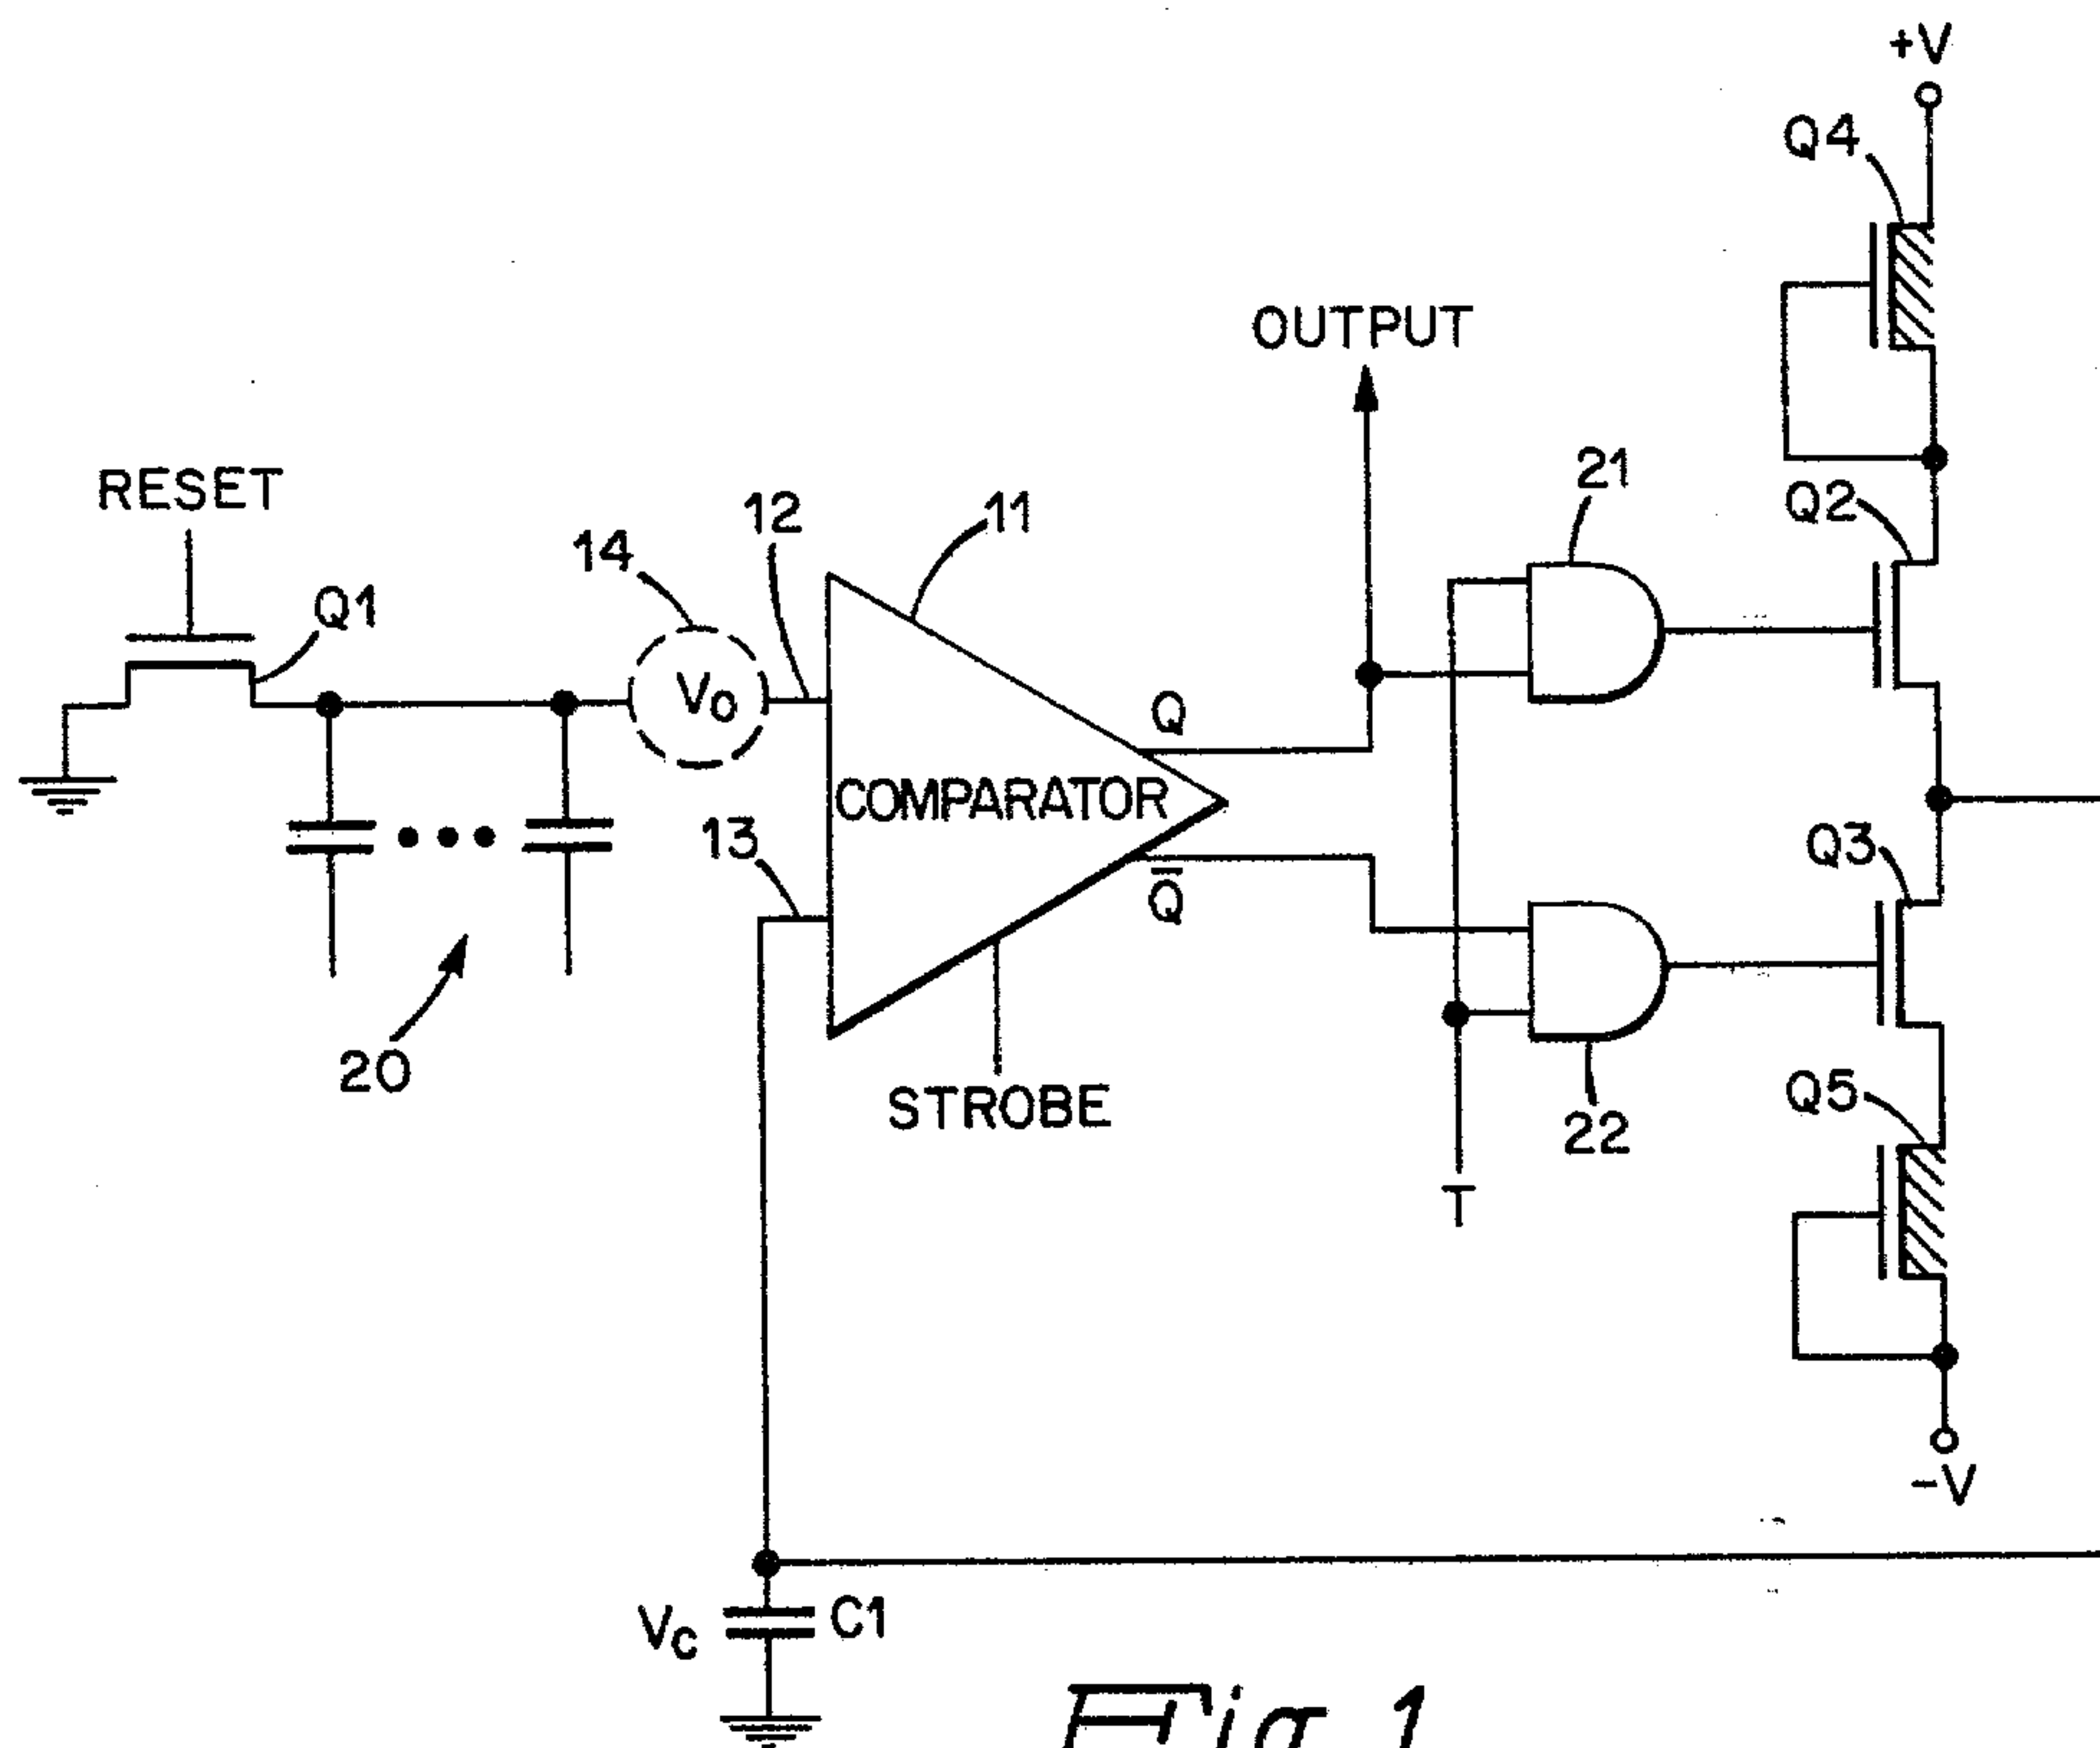 +V
Q4
OUTPUT
RESET
21
Q2
12
11
14
Q1
Q
V₀
COMPARATOR
13
Q3
Q̅
20
STROBE
Q5
22
T
-V
V_C
C1
Fig. 1